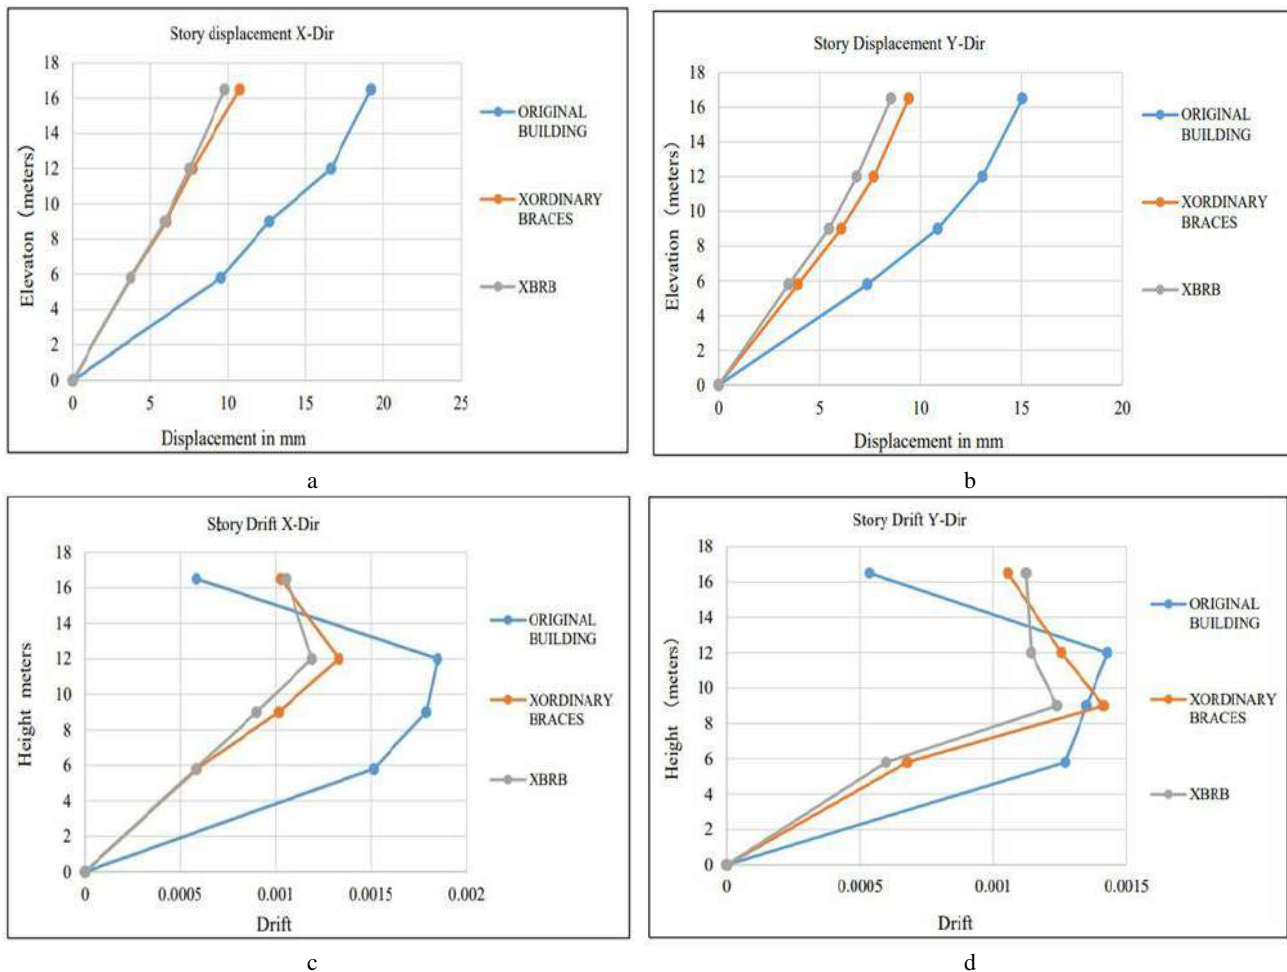 Story displacement X-Dir
18
16
14
12
10
8
6
4
2
0
Elevaton (meters)
0 5 10 15 20 25
Displacement in mm
ORIGINAL
BUILDING
XORDINARY
BRACES
XBRB
a
Story Displacement Y-Dir
18
16
14
12
10
8
6
4
2
0
Elevation (meters)
0 5 10 15 20
Displacement in mm
ORIGINAL
BUILDING
XORDINARY
BRACES
XBRB
b
Story Drift X-Dir
18
16
14
12
10
8
6
4
2
0
Height meters
0 0.0005 0.001 0.0015 0.002
Drift
ORIGINAL
BUILDING
XORDINARY
BRACES
XBRB
c
Story Drift Y-Dir
18
16
14
12
10
8
6
4
2
0
Height (meters)
0 0.0005 0.001 0.0015
Drift
ORIGINAL
BUILDING
XORDINARY
BRACES
XBRB
d